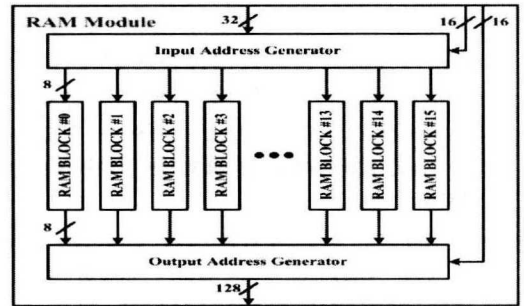 RAM Module
32
16
16
Input Address Generator
8
RAM BLOCK #0
RAM BLOCK #1
RAM BLOCK #2
RAM BLOCK #3
RAM BLOCK #13
RAM BLOCK #14
RAM BLOCK #15
8
Output Address Generator
128